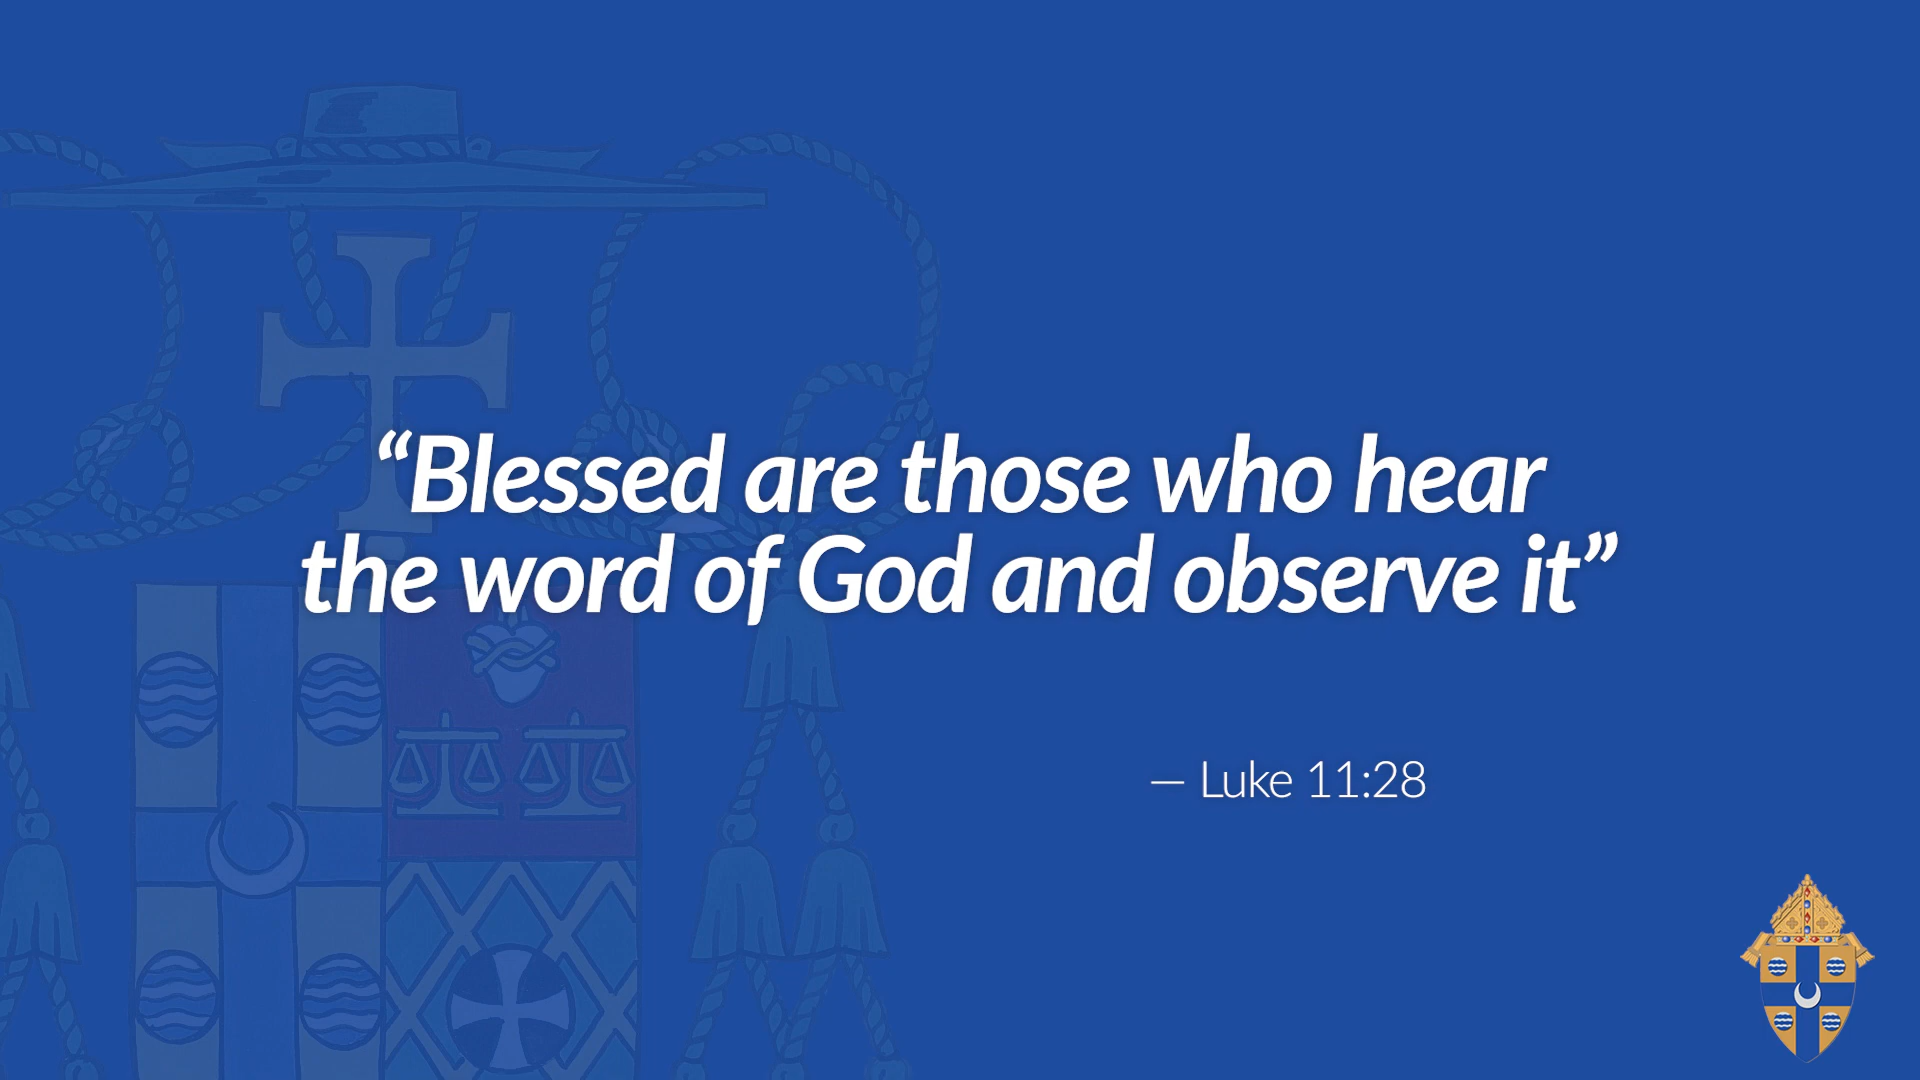 “Blessed are those who hear
the word of God and observe it”
— Luke 11:28